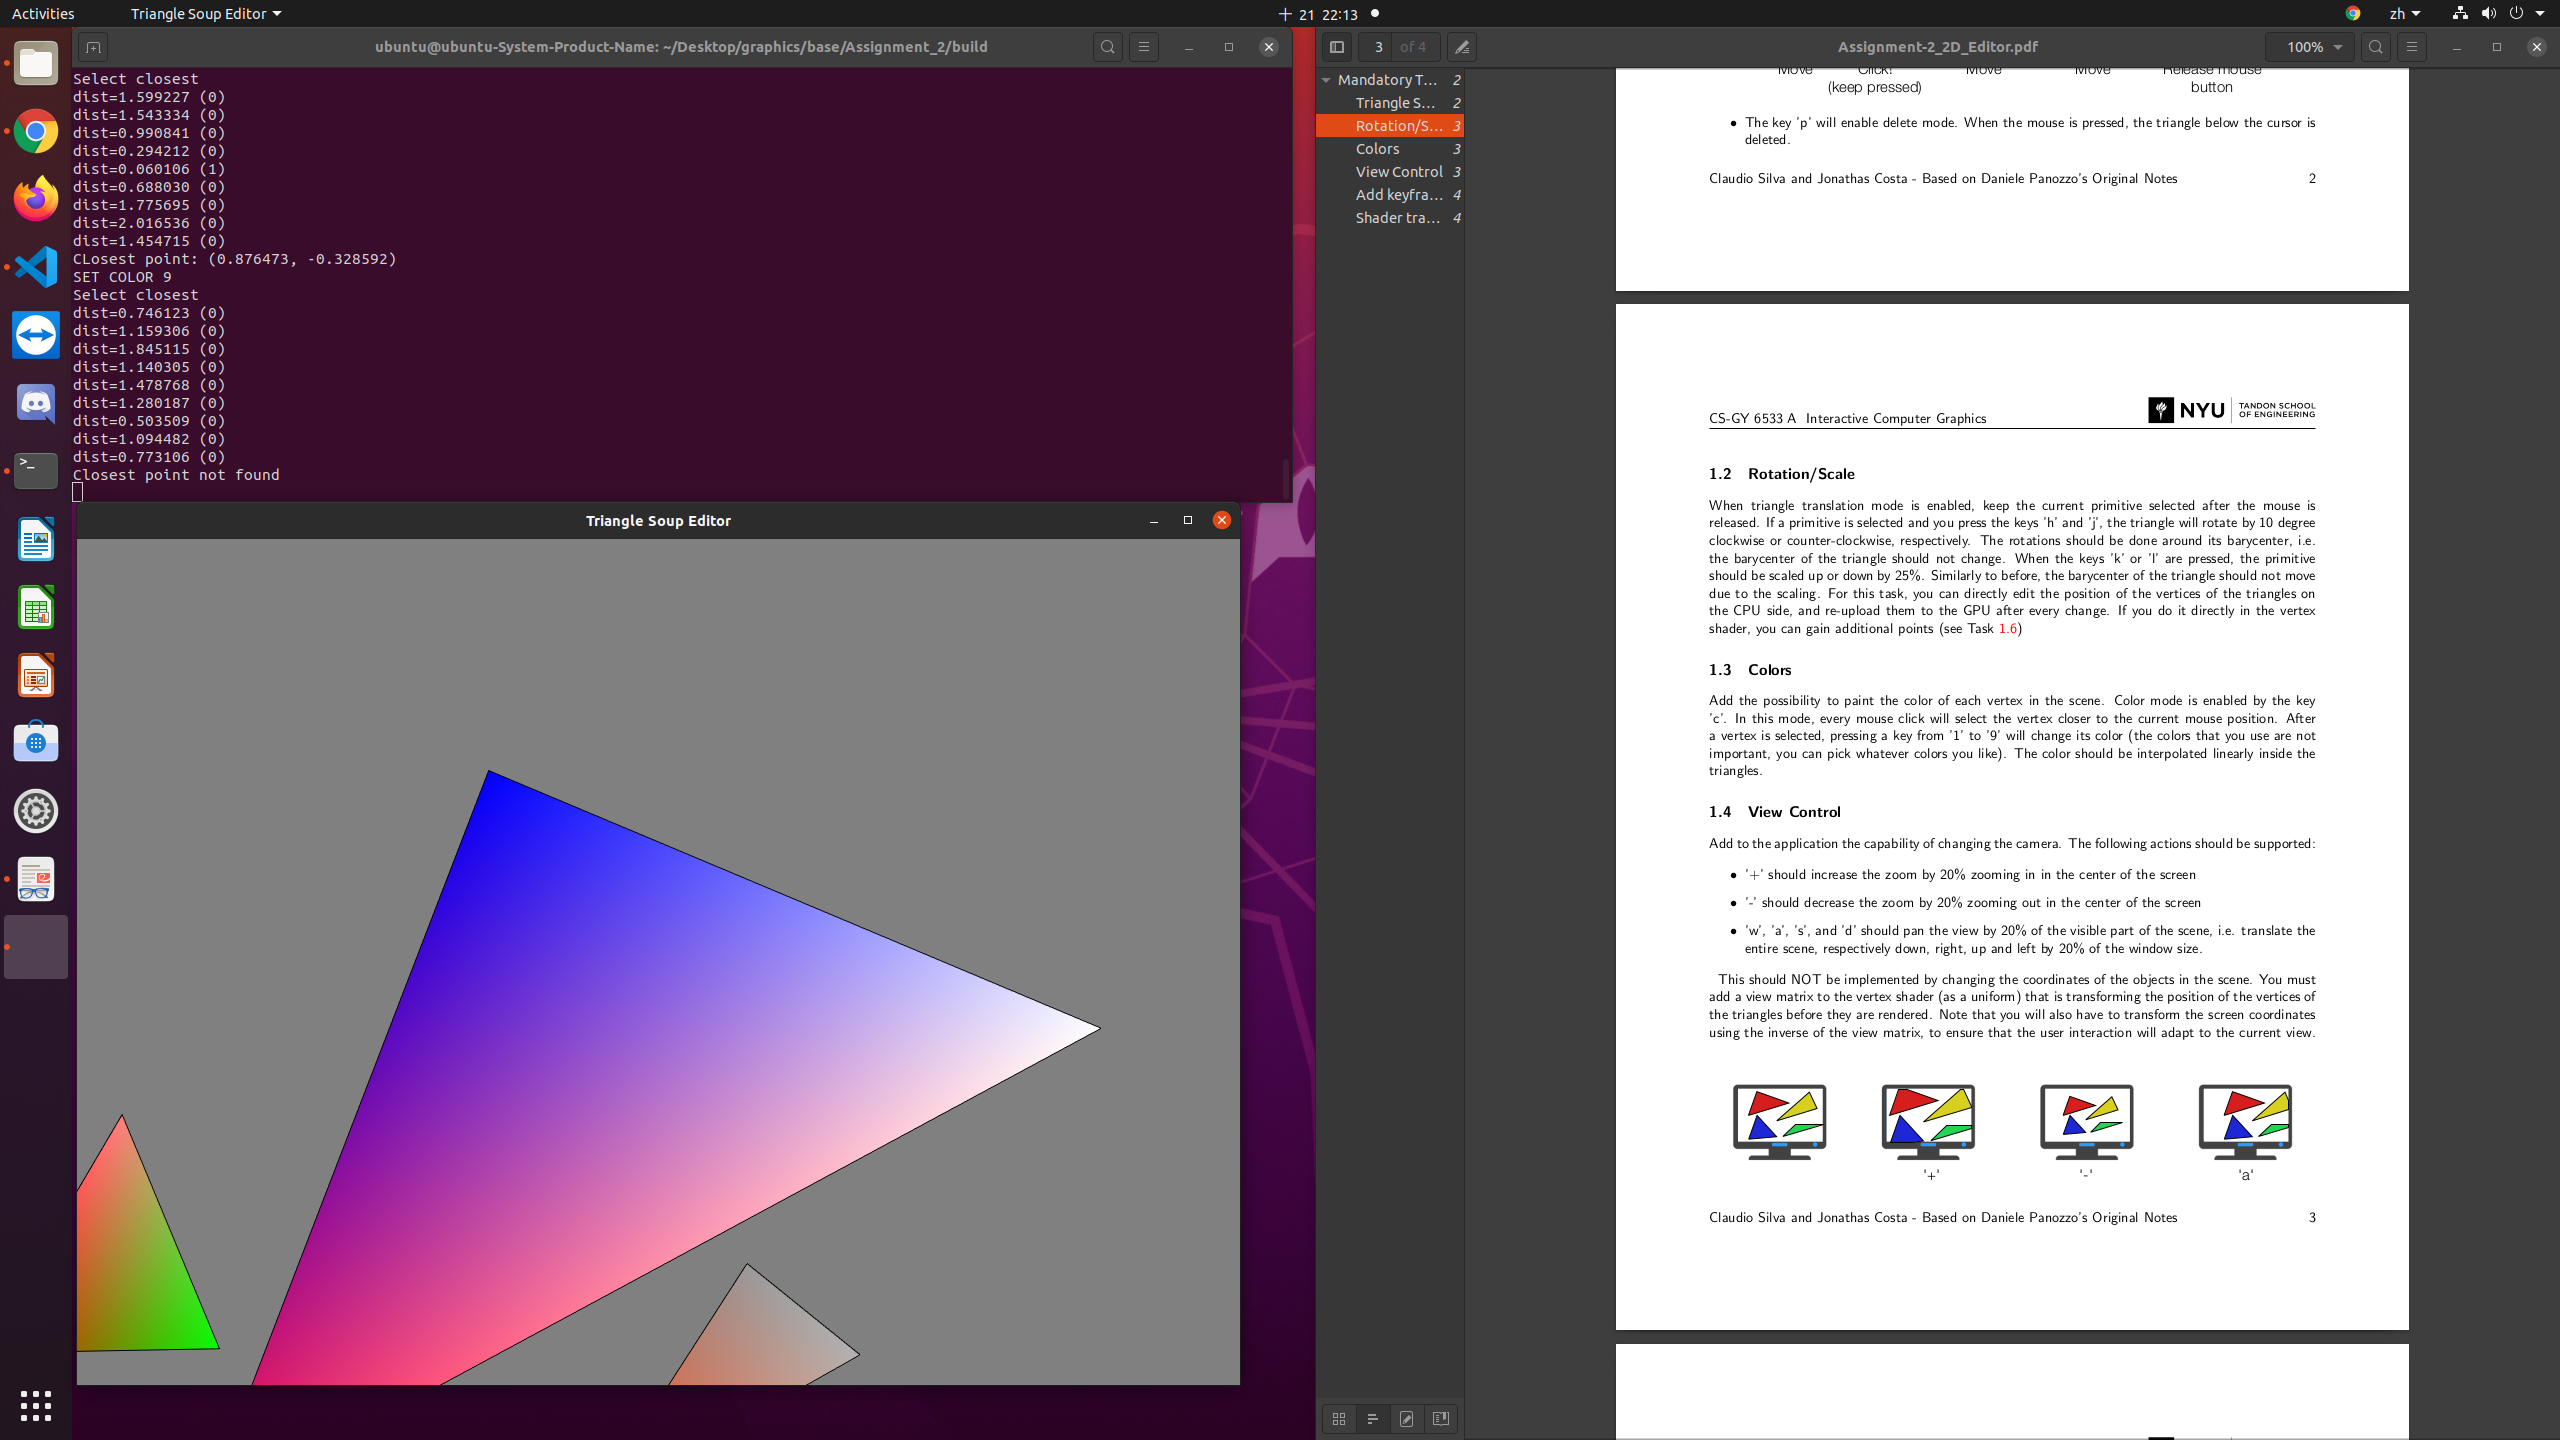 Activities
Triangle Soup Editor
21 22:13
zh
ubuntu@ubuntu-System-Product-Name: ~/Desktop/graphics/base/Assignment_2/build
Select closest
dist=1.599227 (0)
dist=1.543334 (0)
dist=0.990841 (0)
dist=0.294212 (0)
dist=0.060106 (1)
dist=0.688030 (0)
dist=1.775695 (0)
dist=2.016536 (0)
dist=1.454715 (0)
CLosest point: (0.876473, -0.328592)
SET COLOR 9
Select closest
dist=0.746123 (0)
dist=1.159306 (0)
dist=1.845115 (0)
dist=1.140305 (0)
dist=1.478768 (0)
dist=1.280187 (0)
dist=0.503509 (0)
dist=1.094482 (0)
dist=0.773106 (0)
Closest point not found
Triangle Soup Editor
3 of 4
Assignment-2_2D_Editor.pdf
100%
Mandatory T... 2
Triangle S... 2
Rotation/S... 3
Colors 3
View Control 3
Add keyfra... 4
Shader tra... 4
Move Click! Move Move Release mouse
(keep pressed) button
• The key 'p' will enable delete mode. When the mouse is pressed, the triangle below the cursor is
deleted.
Claudio Silva and Jonathas Costa - Based on Daniele Panozzo's Original Notes 2
CS-GY 6533 A Interactive Computer Graphics
NYU TANDON SCHOOL
OF ENGINEERING
1.2 Rotation/Scale
When triangle translation mode is enabled, keep the current primitive selected after the mouse is
released. If a primitive is selected and you press the keys 'h' and 'j', the triangle will rotate by 10 degree
clockwise or counter-clockwise, respectively. The rotations should be done around its barycenter, i.e.
the barycenter of the triangle should not change. When the keys 'k' or 'l' are pressed, the primitive
should be scaled up or down by 25%. Similarly to before, the barycenter of the triangle should not move
due to the scaling. For this task, you can directly edit the position of the vertices of the triangles on
the CPU side, and re-upload them to the GPU after every change. If you do it directly in the vertex
shader, you can gain additional points (see Task 1.6)
1.3 Colors
Add the possibility to paint the color of each vertex in the scene. Color mode is enabled by the key
'c'. In this mode, every mouse click will select the vertex closer to the current mouse position. After
a vertex is selected, pressing a key from '1' to '9' will change its color (the colors that you use are not
important, you can pick whatever colors you like). The color should be interpolated linearly inside the
triangles.
1.4 View Control
Add to the application the capability of changing the camera. The following actions should be supported:
• '+' should increase the zoom by 20% zooming in in the center of the screen
• '-' should decrease the zoom by 20% zooming out in the center of the screen
• 'w', 'a', 's', and 'd' should pan the view by 20% of the visible part of the scene, i.e. translate the
entire scene, respectively down, right, up and left by 20% of the window size.
This should NOT be implemented by changing the coordinates of the objects in the scene. You must
add a view matrix to the vertex shader (as a uniform) that is transforming the position of the vertices of
the triangles before they are rendered. Note that you will also have to transform the screen coordinates
using the inverse of the view matrix, to ensure that the user interaction will adapt to the current view.
'+' '-' 'a'
Claudio Silva and Jonathas Costa - Based on Daniele Panozzo's Original Notes 3